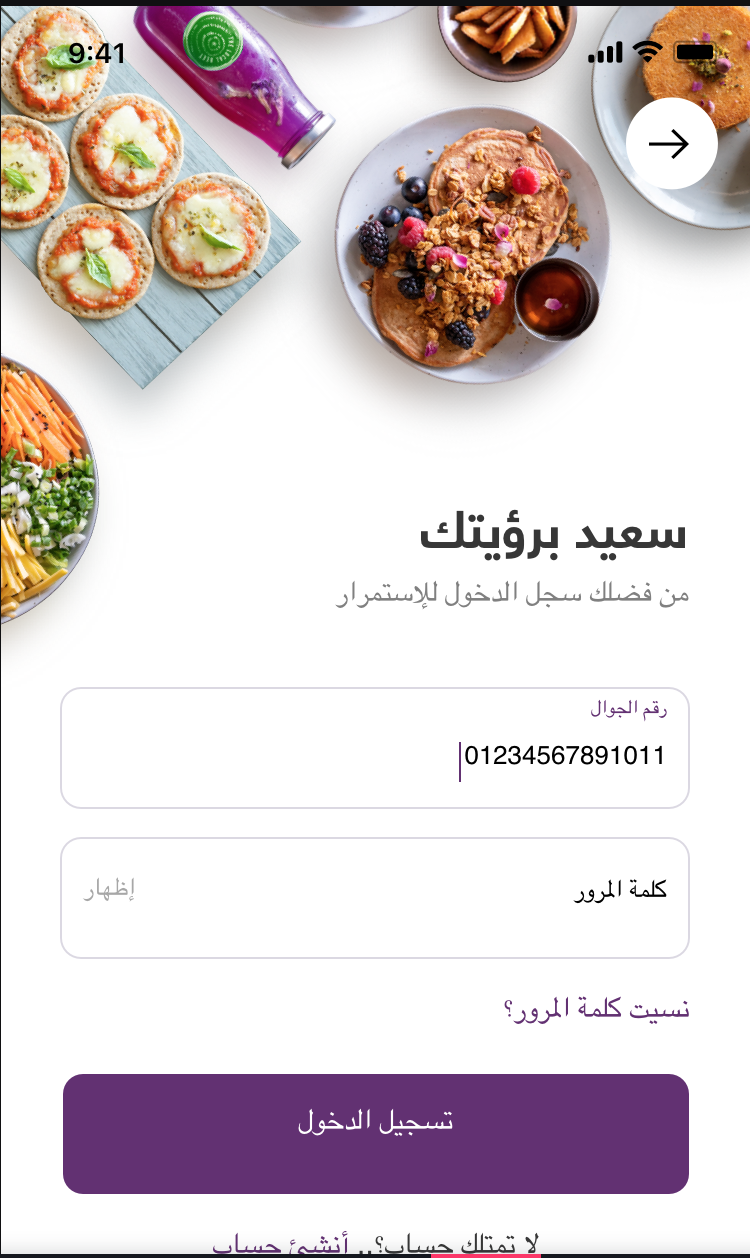 9:41
سعيد برؤيتك
من فضلك سجل الدخول للإستمرار
رقم الجوال
01234567891011
كلمة المرور
إظهار
نسيت كلمة المرور؟
تسجيل الدخول
لا تمتلك حساب؟.. أنشئ حساب